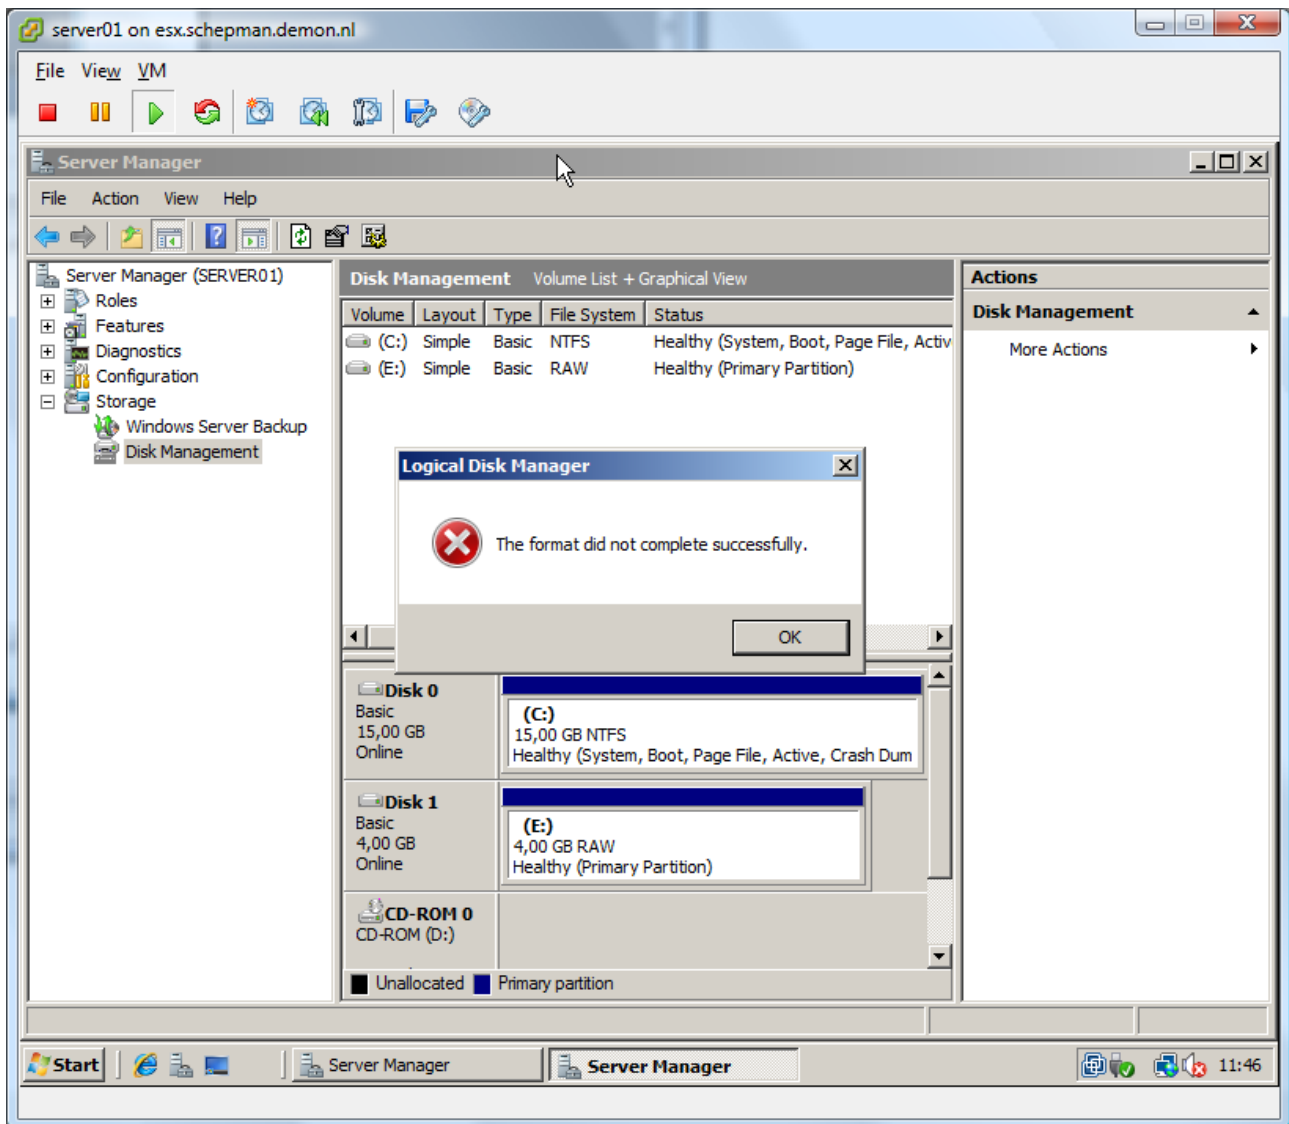 server01 on esx.schepman.demon.nl
File View VM
Server Manager
File Action View Help
Server Manager (SERVER01)
Roles
Features
Diagnostics
Configuration
Storage
Windows Server Backup
Disk Management
Disk Management Volume List + Graphical View
Volume Layout Type File System Status
(C:) Simple Basic NTFS Healthy (System, Boot, Page File, Activ
(E:) Simple Basic RAW Healthy (Primary Partition)
Actions
Disk Management
More Actions
Logical Disk Manager
The format did not complete successfully.
OK
Disk 0
Basic
15,00 GB
Online
(C:)
15,00 GB NTFS
Healthy (System, Boot, Page File, Active, Crash Dum
Disk 1
Basic
4,00 GB
Online
(E:)
4,00 GB RAW
Healthy (Primary Partition)
CD-ROM 0
CD-ROM (D:)
Unallocated Primary partition
Start Server Manager Server Manager 11:46